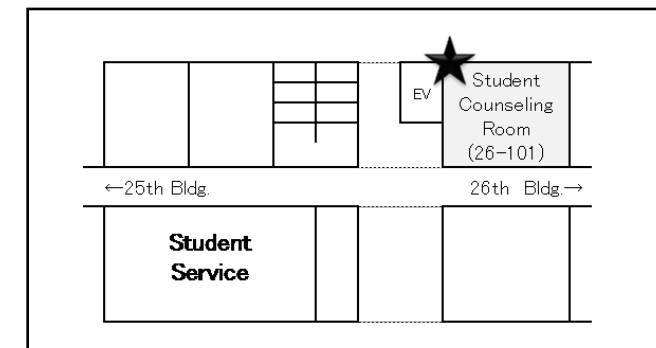 EV
Student
Counseling
Room
(26-101)
←25th Bldg.
26th Bldg.→
Student
Service